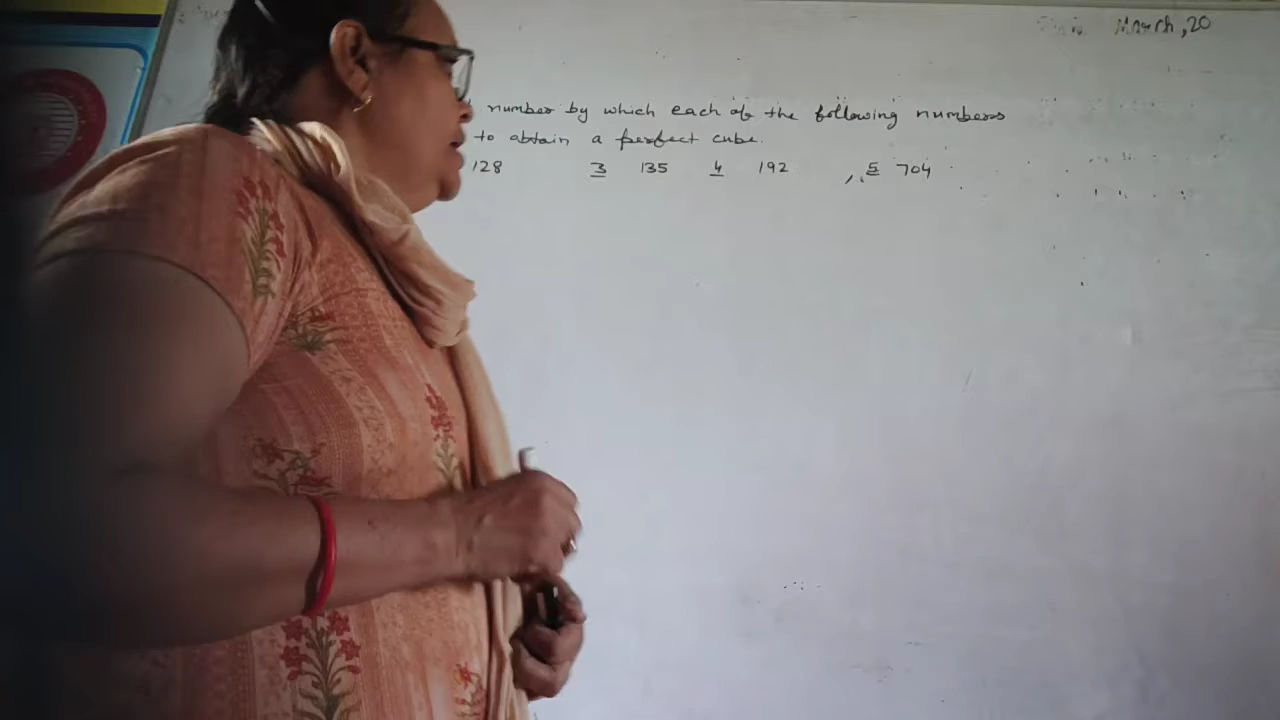 March, 20
number by which each of the following numbers
to obtain a perfect cube.
128 3 135 4 192 5 704